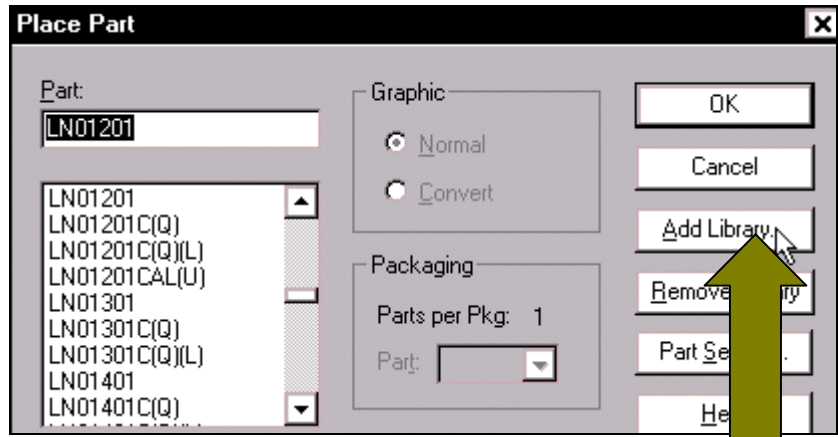 Place Part
Part:
LN01201
LN01201
LN01201C(Q)
LN01201C(Q)(L)
LN01201CAL(U)
LN01301
LN01301C(Q)
LN01301C(Q)(L)
LN01401
LN01401C(Q)
Graphic
Normal
Convert
Packaging
Parts per Pkg: 1
Part:
OK
Cancel
Add Library...
Part